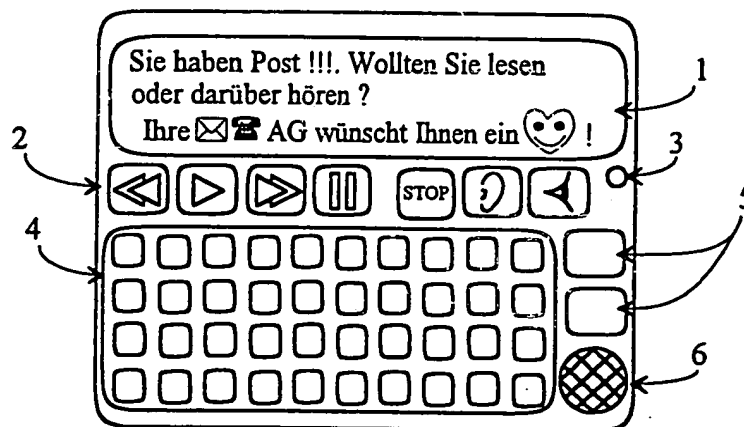 Sie haben Post !!!. Wollten Sie lesen
oder darüber hören ?
Ihre ✉☎ AG wünscht Ihnen ein !
1
2
3
STOP
4
5
6